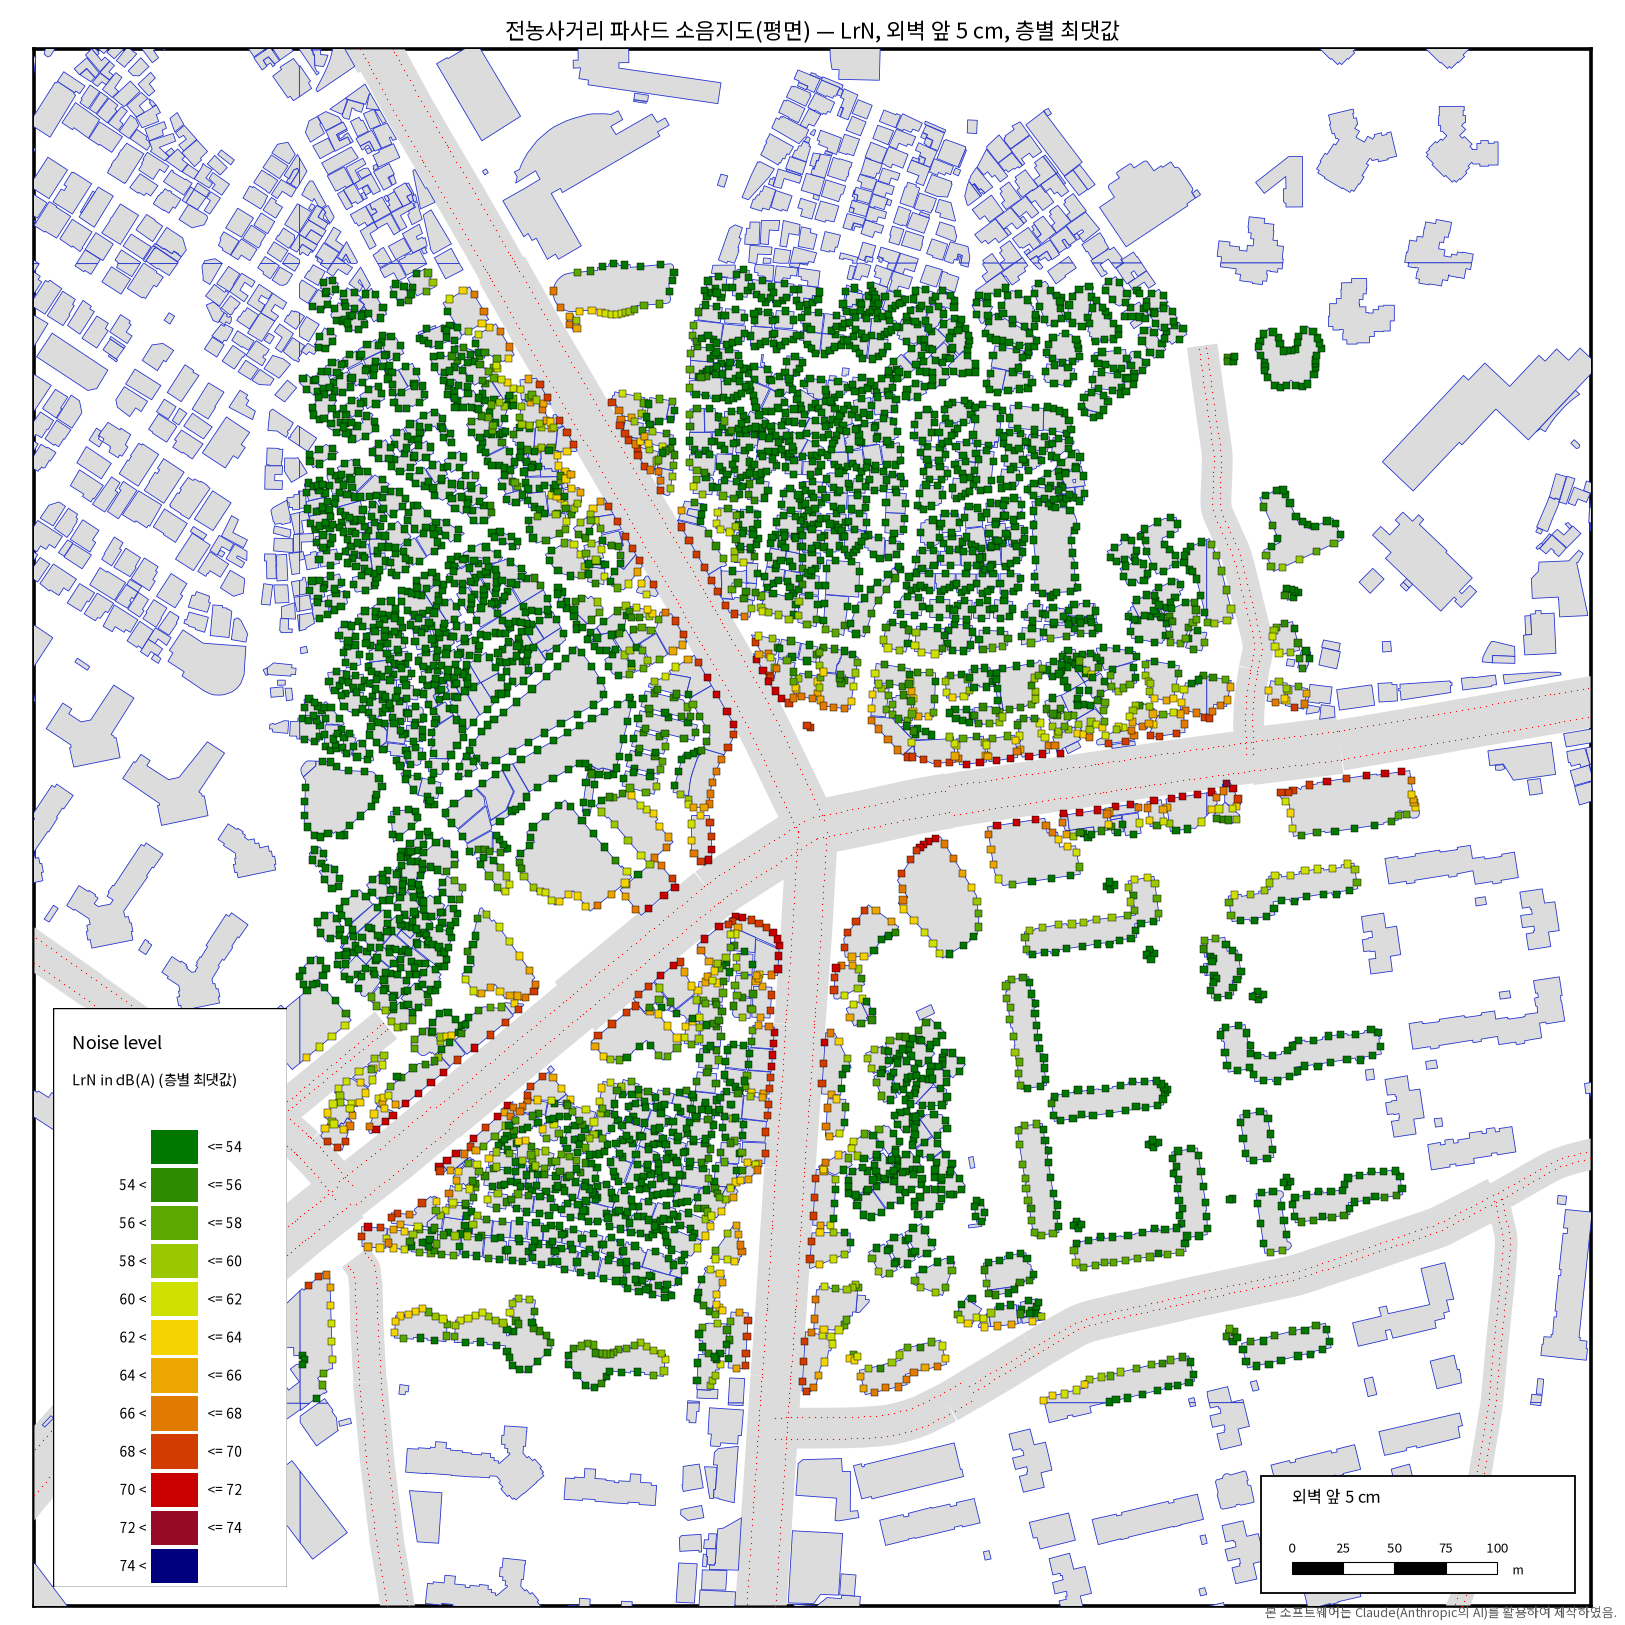 전농사거리 파사드 소음지도(평면) — LrN, 외벽 앞 5 cm, 층별 최댓값
Noise level
LrN in dB(A) (층별 최댓값)
<= 54
54 < <= 56
56 < <= 58
58 < <= 60
60 < <= 62
62 < <= 64
64 < <= 66
66 < <= 68
68 < <= 70
70 < <= 72
72 < <= 74
74 <
외벽 앞 5 cm
0 25 50 75 100
m
본 소프트웨어는 Claude(Anthropic의 AI)를 활용하여 제작하였음.